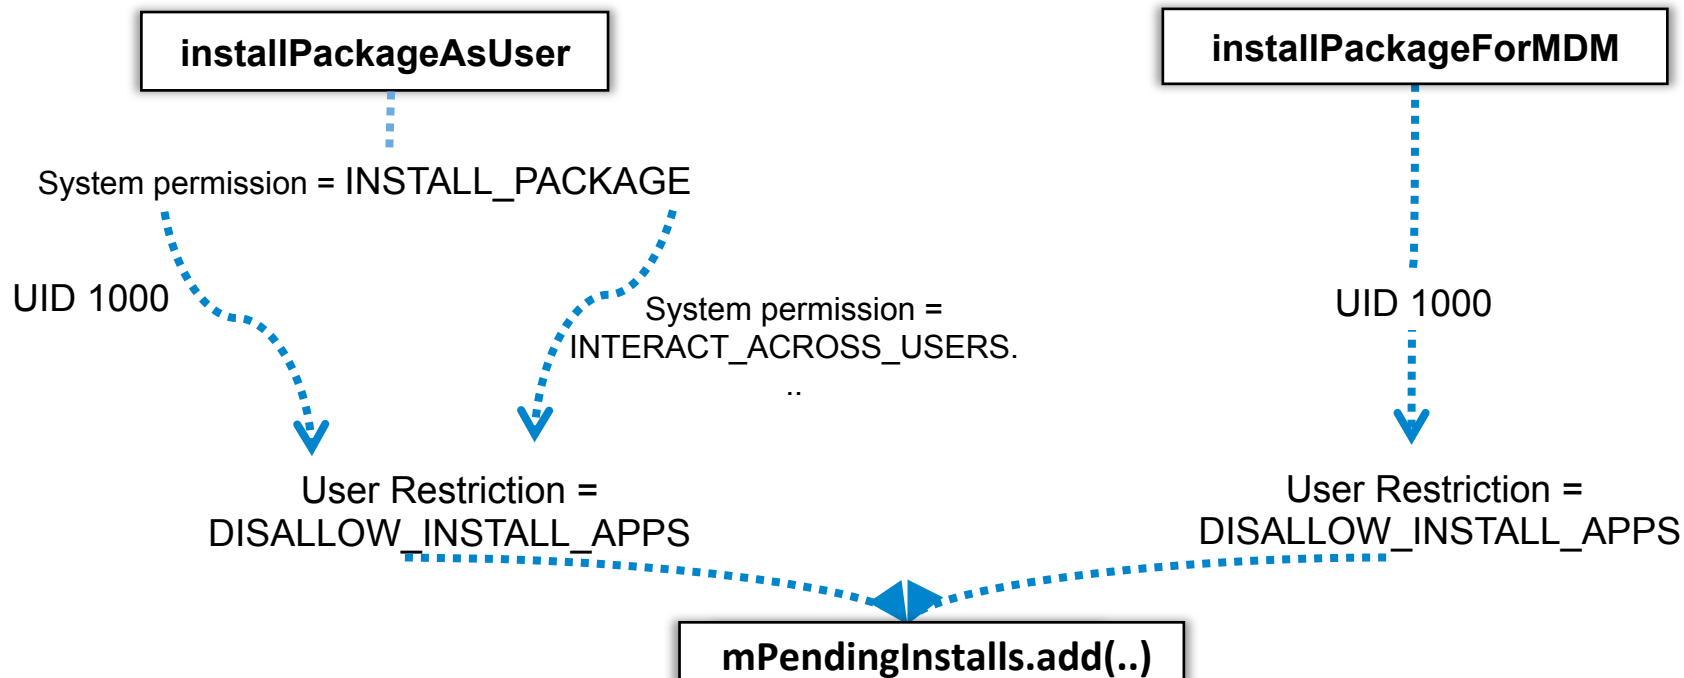 installPackageAsUser
installPackageForMDM
System permission = INSTALL_PACKAGE
UID 1000
System permission =
INTERACT_ACROSS_USERS.
..
UID 1000
User Restriction =
DISALLOW_INSTALL_APPS
User Restriction =
DISALLOW_INSTALL_APPS
mPendingInstalls.add(..)